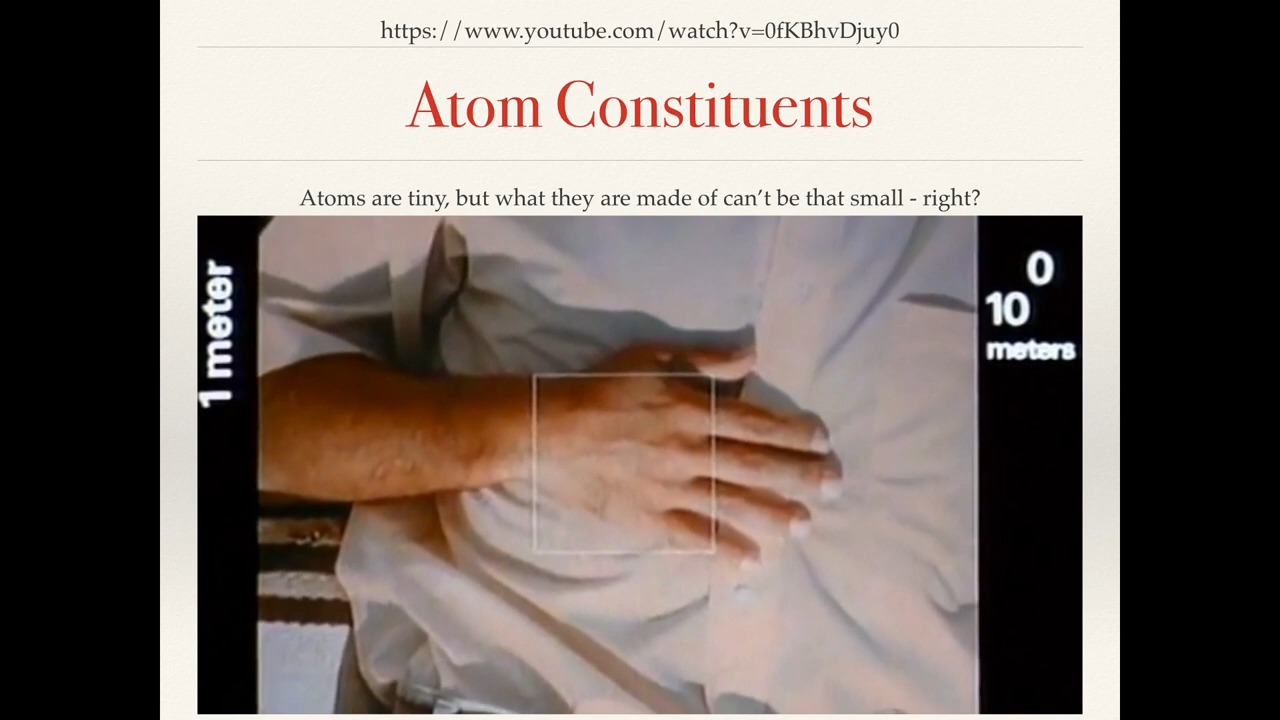 https://www.youtube.com/watch?v=0fKBhvDjuy0
Atom Constituents
Atoms are tiny, but what they are made of can’t be that small - right?
1 meter
0
10
meters